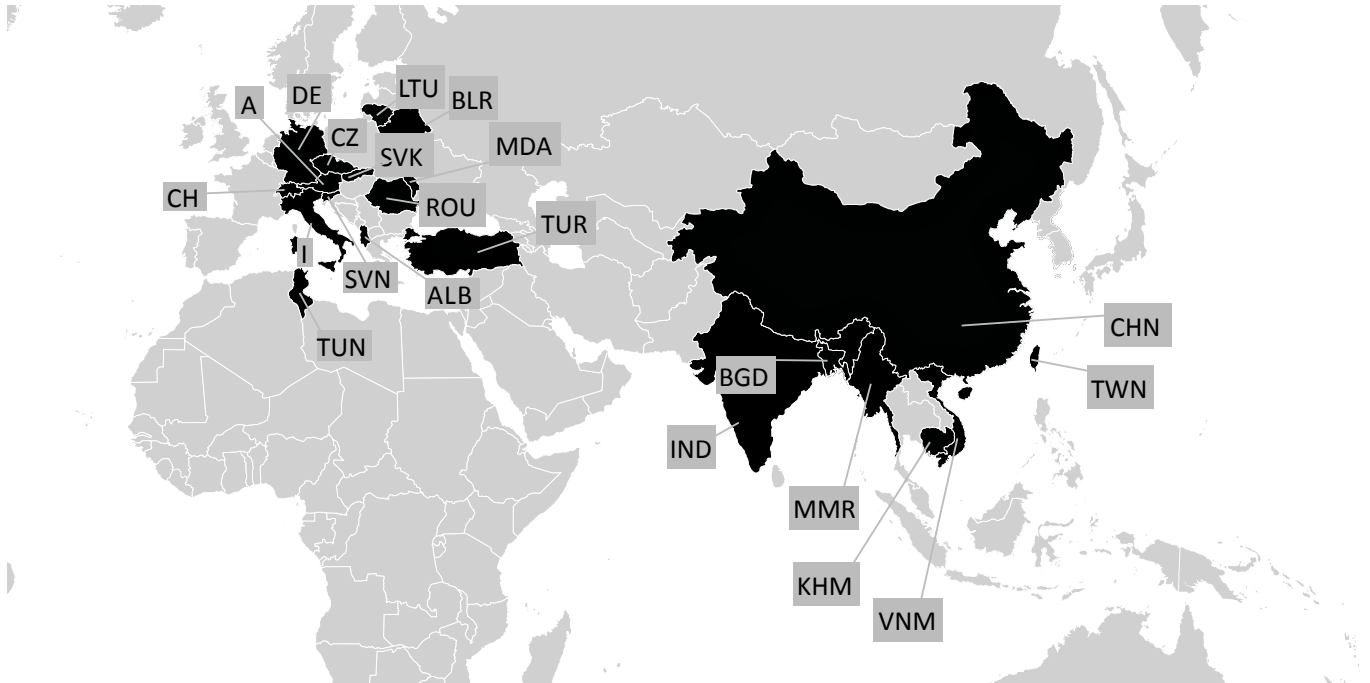 LTU
DE
BLR
A
CZ
MDA
SVK
CH
ROU
TUR
I
SVN
ALB
CHN
TUN
BGD
TWN
IND
MMR
KHM
VNM